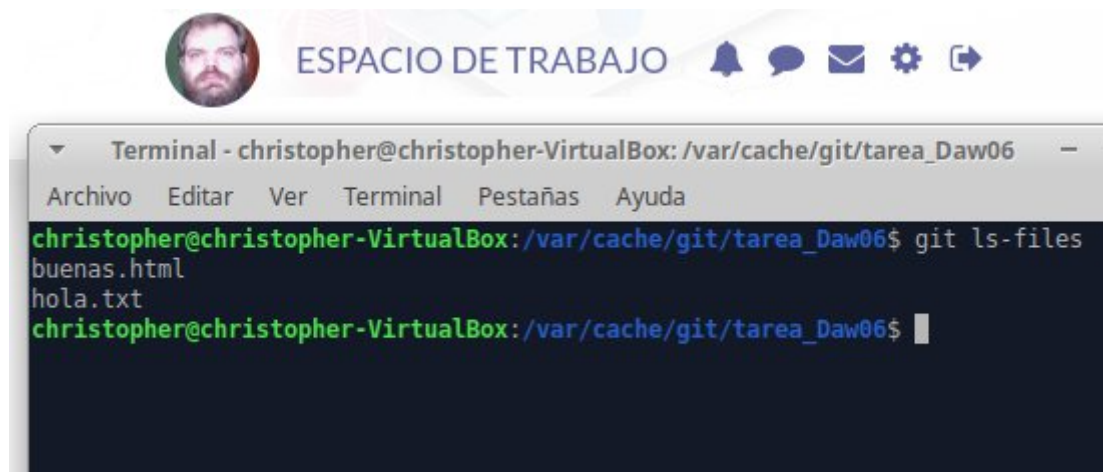 ESPACIO DE TRABAJO
Terminal - christopher@christopher-VirtualBox: /var/cache/git/tarea_Daw06
Archivo Editar Ver Terminal Pestañas Ayuda
christopher@christopher-VirtualBox:/var/cache/git/tarea_Daw06$ git ls-files
buenas.html
hola.txt
christopher@christopher-VirtualBox:/var/cache/git/tarea_Daw06$